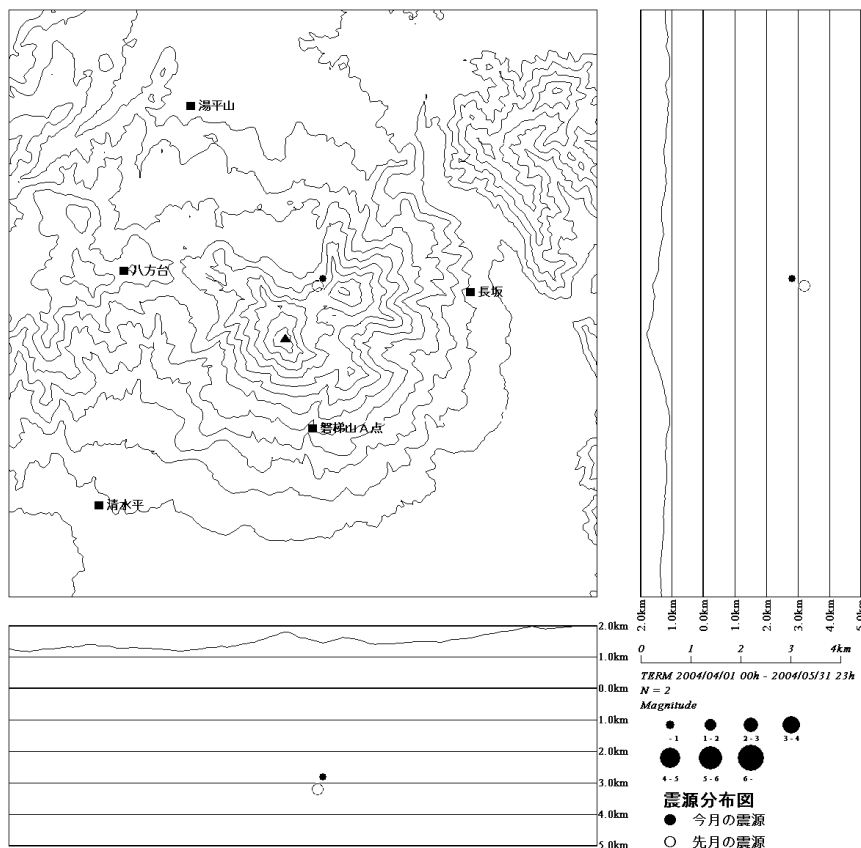 湯平山
八方台
長坂
磐梯山A点
清水平
2.0km
1.0km
0.0km
1.0km
2.0km
3.0km
4.0km
5.0km
2.0km
1.0km
0.0km
1.0km
2.0km
3.0km
4.0km
5.0km
0 1 2 3 4km
TERM 2004/04/01 00h - 2004/05/31 23h
N = 2
Magnitude
- 1 1 - 2 2 - 3 3 - 4
4 - 5 5 - 6 6 -
震源分布図
今月の震源
先月の震源